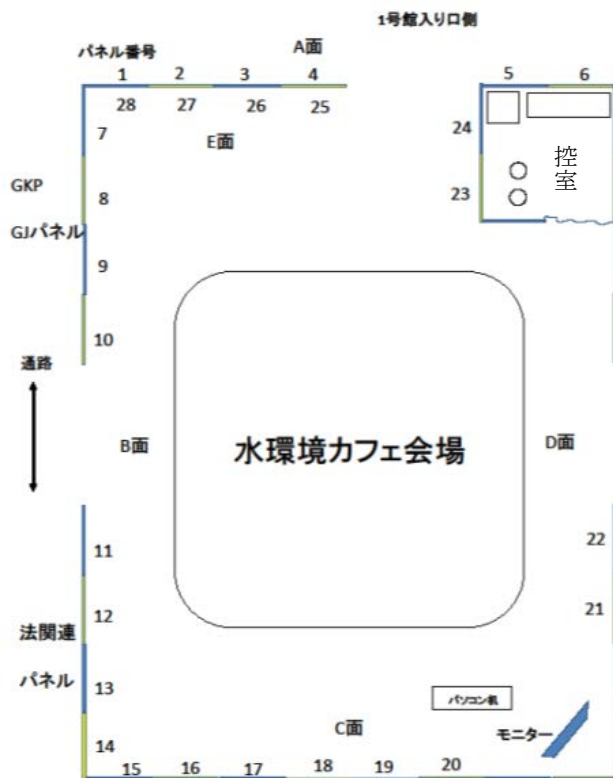 1号館入り口側
パネル番号
A面
1 2 3 4 5 6
28 27 26 25
7
24
E面
控室
GKP
8
23
GJパネル
9
10
通路
B面
水環境カフェ会場
D面
11
22
12
21
法関連
パネル
13
パソコン机
C面
モニター
14
15 16 17 18 19 20